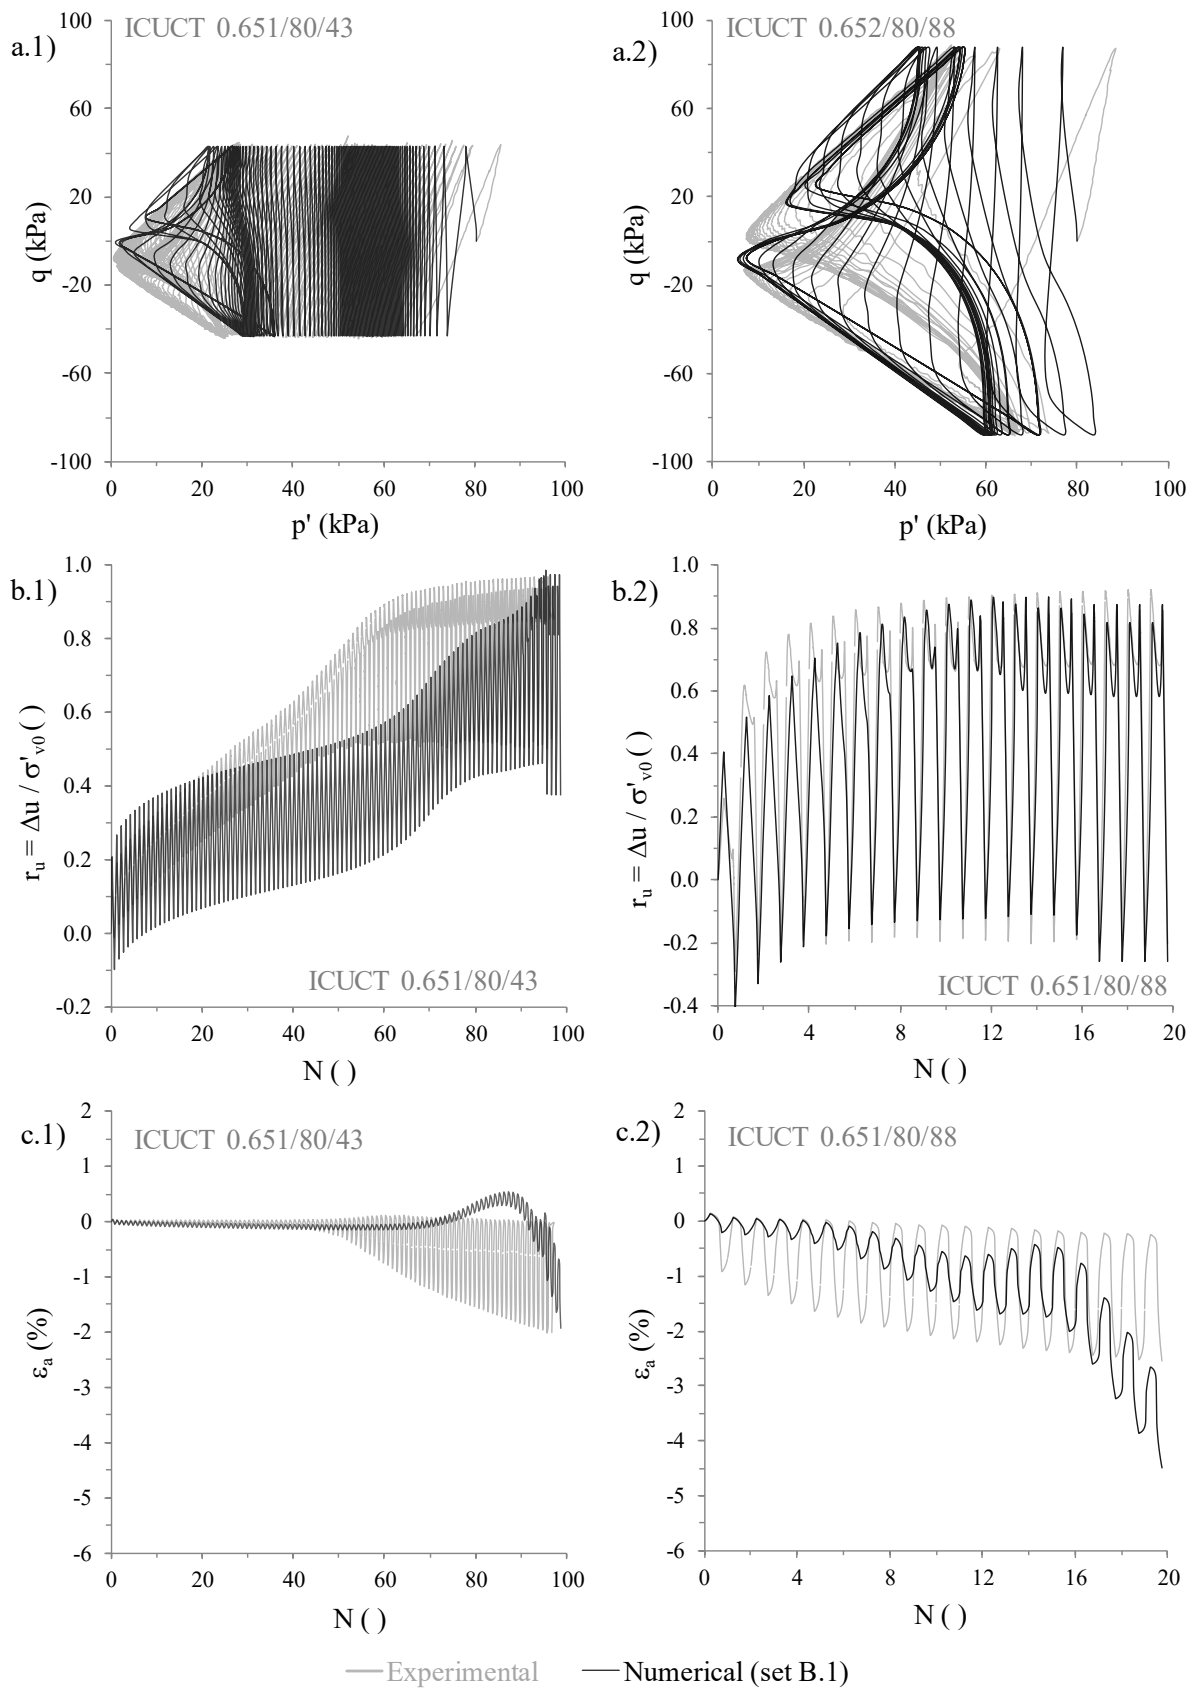 a.1)
ICUCT 0.651/80/43
100
60
20
-20
-60
-100
q (kPa)
0 20 40 60 80 100
p' (kPa)
a.2)
ICUCT 0.652/80/88
100
60
20
-20
-60
-100
q (kPa)
0 20 40 60 80 100
p' (kPa)
b.1)
1.0
0.8
0.6
0.4
0.2
0.0
-0.2
r_u = Δu / σ'_v0 ( )
ICUCT 0.651/80/43
0 20 40 60 80 100
N ( )
b.2)
1.0
0.8
0.6
0.4
0.2
0.0
-0.2
-0.4
r_u = Δu / σ'_v0 ( )
ICUCT 0.651/80/88
0 4 8 12 16 20
N ( )
c.1)
ICUCT 0.651/80/43
2
1
0
-1
-2
-3
-4
-5
-6
ε_a (%)
0 20 40 60 80 100
N ( )
c.2)
ICUCT 0.651/80/88
2
1
0
-1
-2
-3
-4
-5
-6
ε_a (%)
0 4 8 12 16 20
N ( )
Experimental Numerical (set B.1)